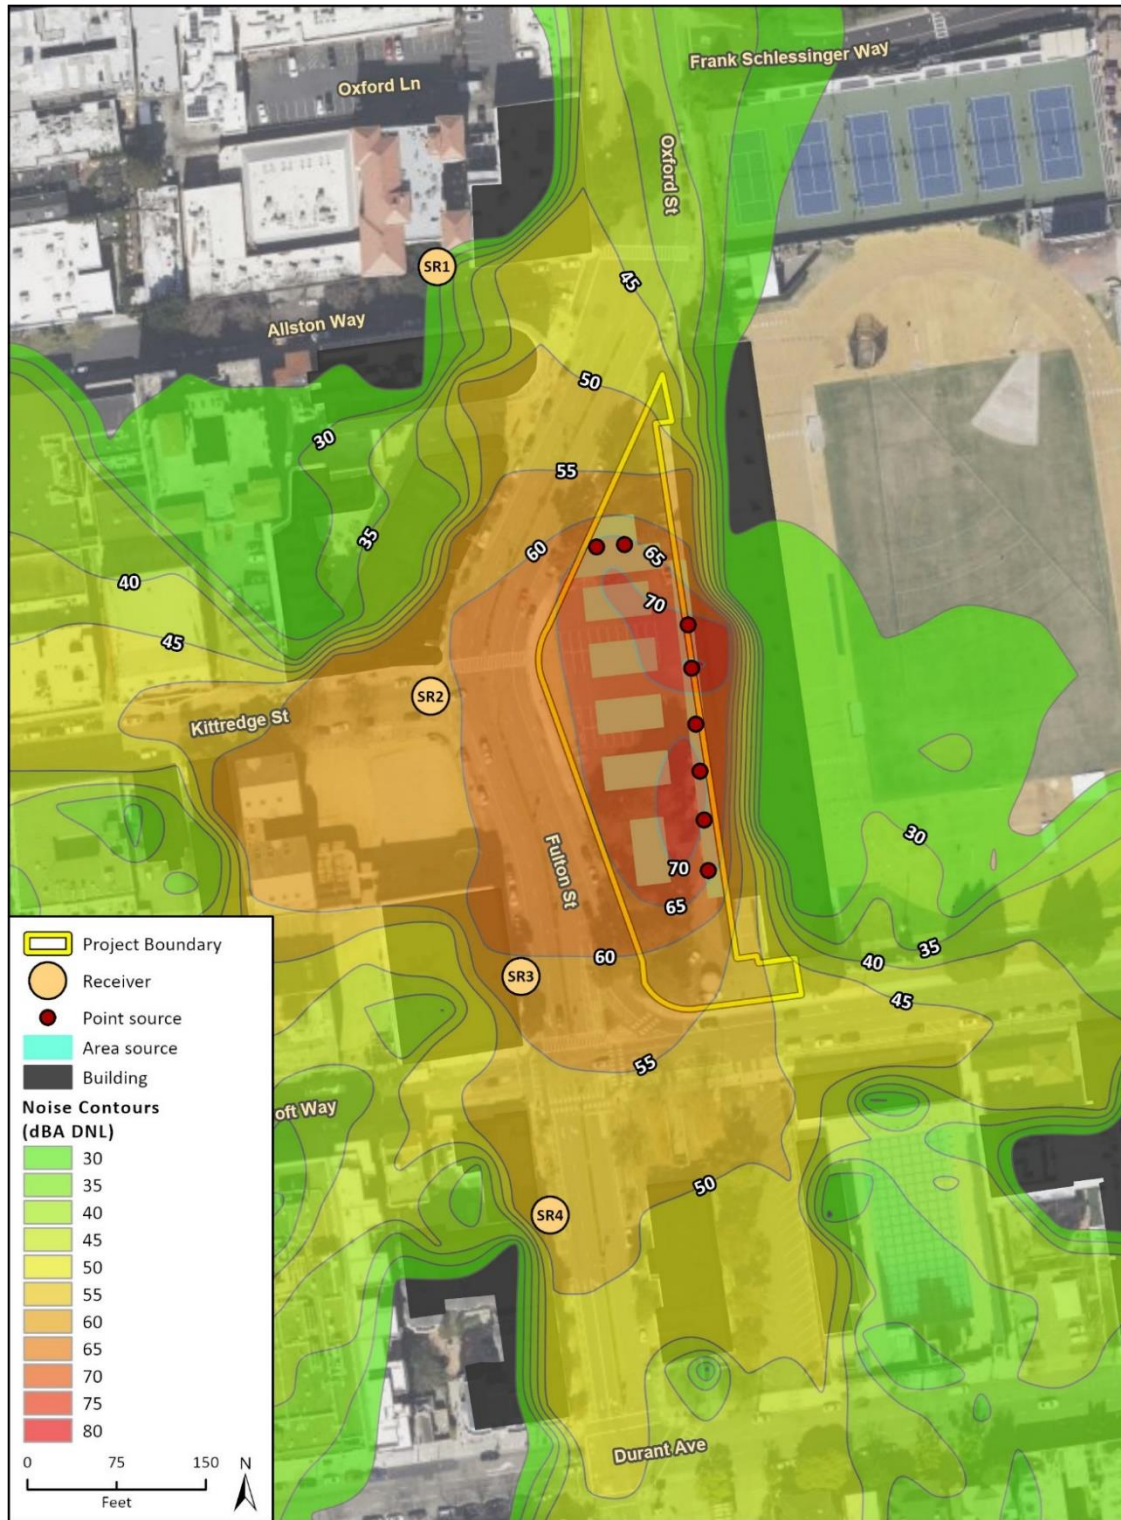 Frank Schlessinger Way
Oxford Ln
Oxford St
SR1
45
Allston Way
50
30
55
35
60
65
40
70
45
SR2
Kittredge St
30
Fulton St
70
65
35
60
40
SR3
45
55
oft Way
50
SR4
Durant Ave
Project Boundary
Receiver
Point source
Area source
Building
Noise Contours
(dBA DNL)
30
35
40
45
50
55
60
65
70
75
80
0 75 150
Feet
N